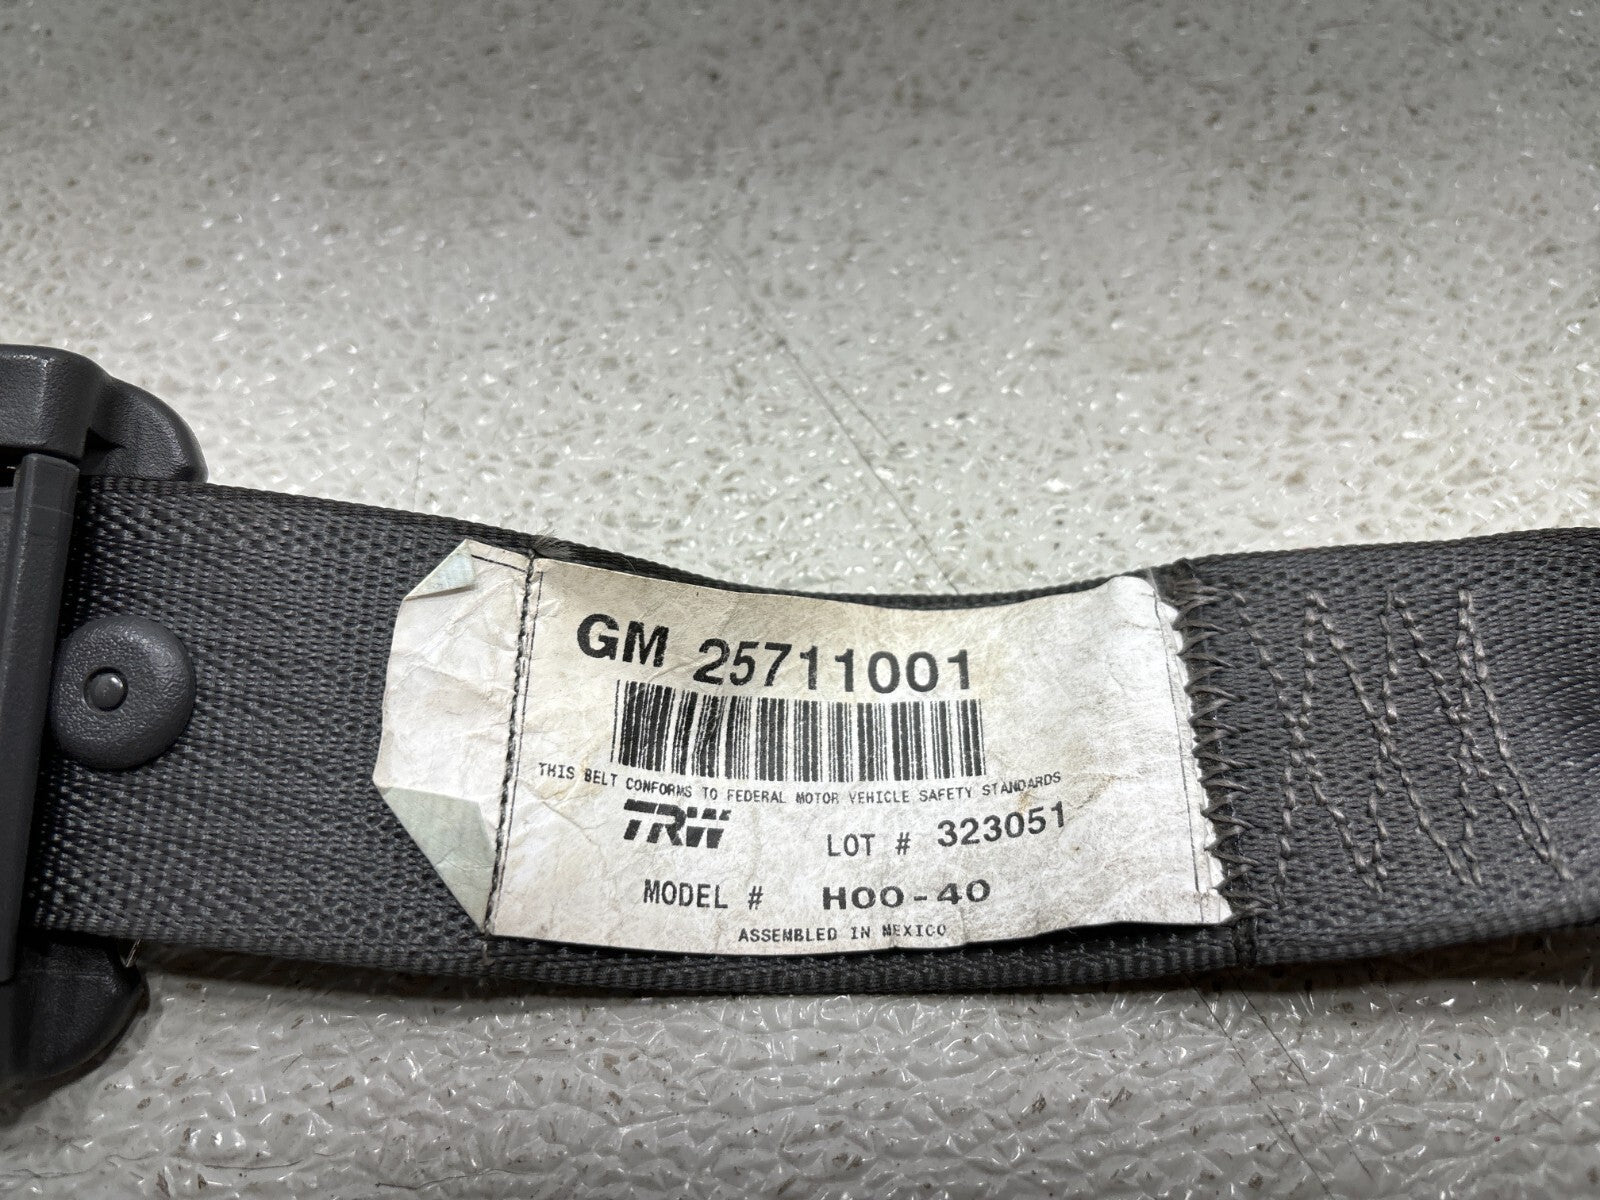 GM 25711001
THIS BELT CONFORMS TO FEDERAL MOTOR VEHICLE SAFETY STANDARDS
TRW LOT # 323051
MODEL # H00-40
ASSEMBLED IN MEXICO